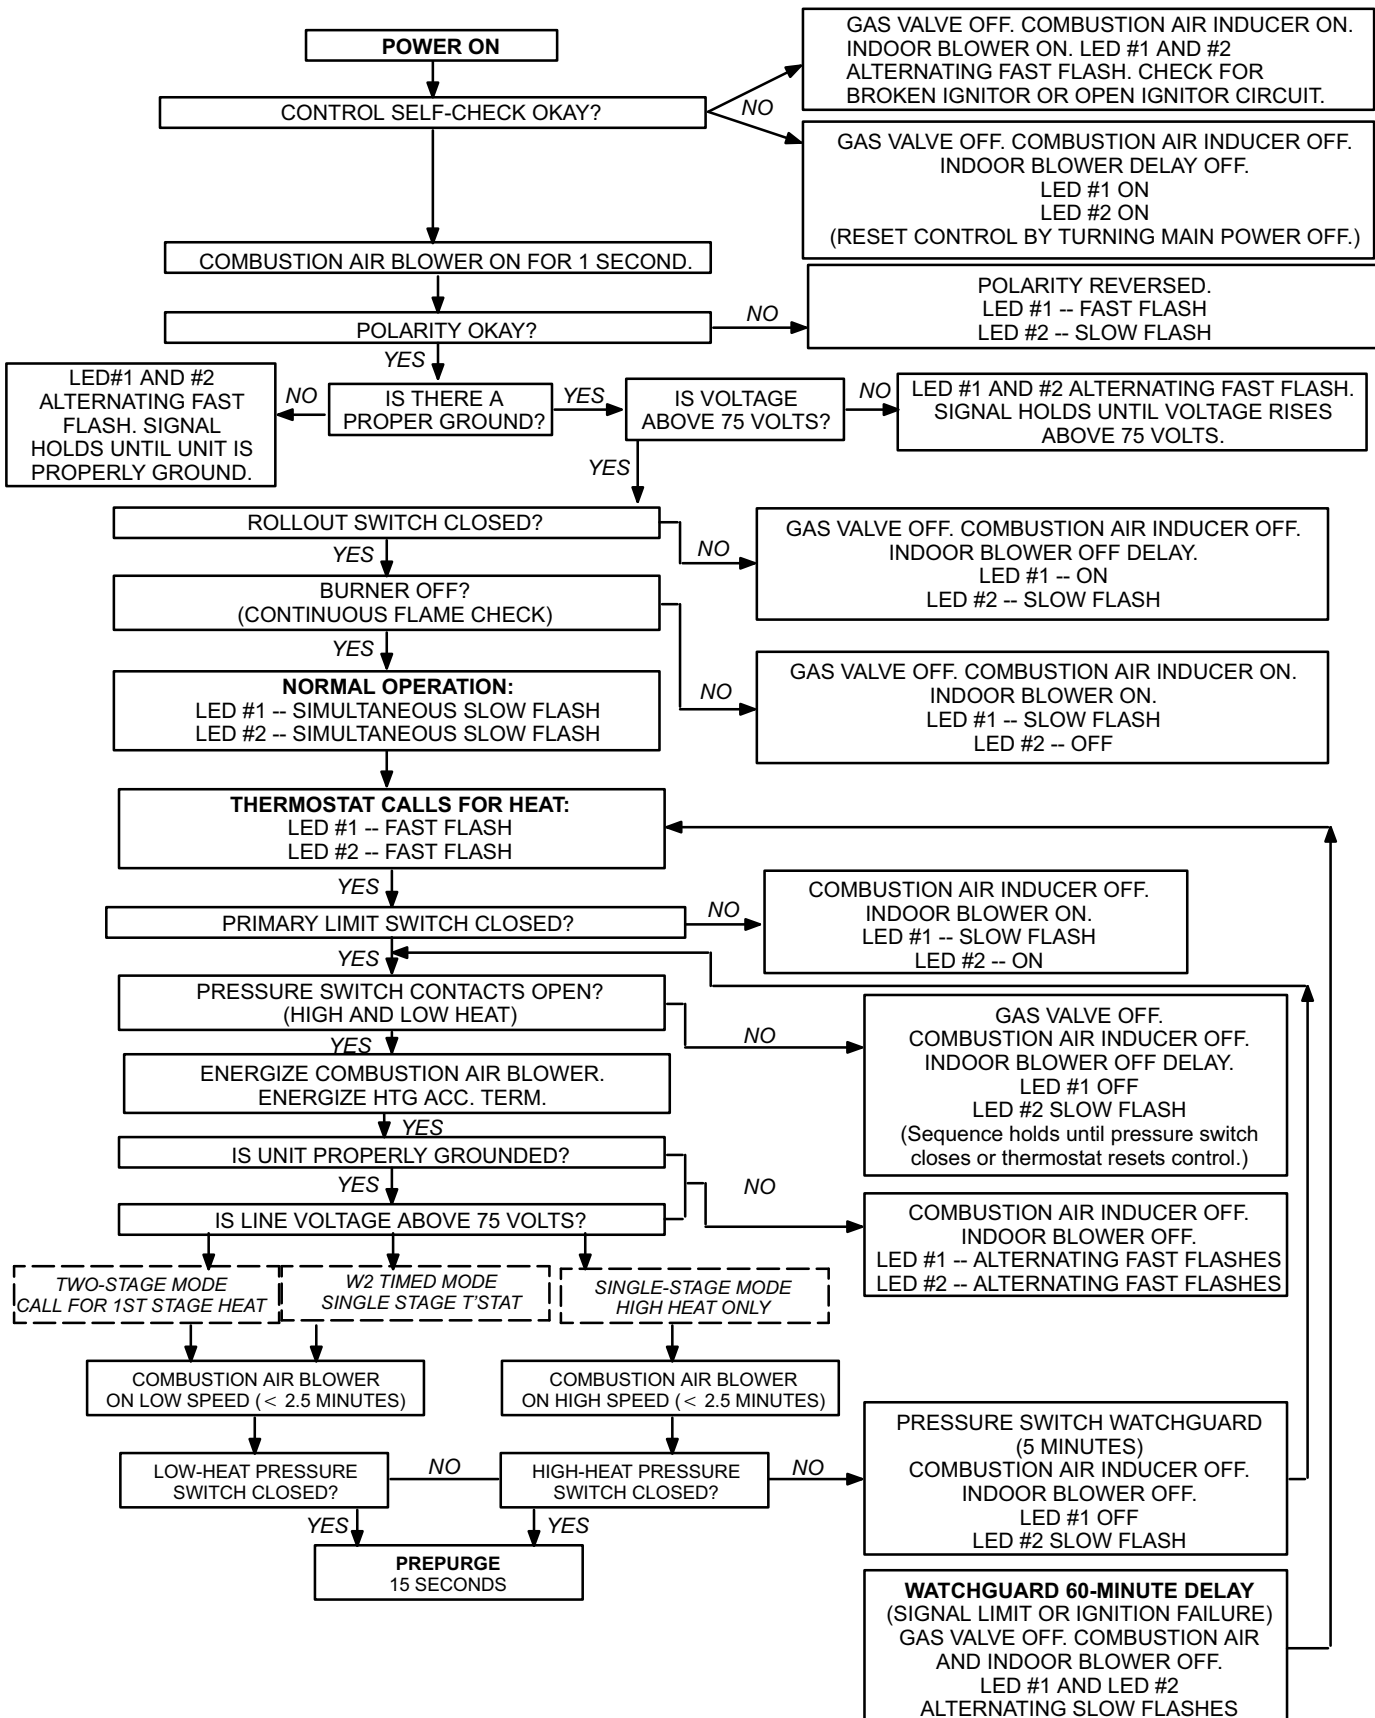 POWER ON
GAS VALVE OFF. COMBUSTION AIR INDUCER ON.
INDOOR BLOWER ON. LED #1 AND #2
ALTERNATING FAST FLASH. CHECK FOR
BROKEN IGNITOR OR OPEN IGNITOR CIRCUIT.
CONTROL SELF-CHECK OKAY?
NO
GAS VALVE OFF. COMBUSTION AIR INDUCER OFF.
INDOOR BLOWER DELAY OFF.
LED #1 ON
LED #2 ON
(RESET CONTROL BY TURNING MAIN POWER OFF.)
COMBUSTION AIR BLOWER ON FOR 1 SECOND.
POLARITY OKAY?
NO
POLARITY REVERSED.
LED #1 -- FAST FLASH
LED #2 -- SLOW FLASH
YES
LED#1 AND #2
ALTERNATING FAST
FLASH. SIGNAL
HOLDS UNTIL UNIT IS
PROPERLY GROUND.
NO
IS THERE A
PROPER GROUND?
YES
IS VOLTAGE
ABOVE 75 VOLTS?
NO
LED #1 AND #2 ALTERNATING FAST FLASH.
SIGNAL HOLDS UNTIL VOLTAGE RISES
ABOVE 75 VOLTS.
YES
ROLLOUT SWITCH CLOSED?
NO
GAS VALVE OFF. COMBUSTION AIR INDUCER OFF.
INDOOR BLOWER OFF DELAY.
LED #1 -- ON
LED #2 -- SLOW FLASH
YES
BURNER OFF?
(CONTINUOUS FLAME CHECK)
NO
GAS VALVE OFF. COMBUSTION AIR INDUCER ON.
INDOOR BLOWER ON.
LED #1 -- SLOW FLASH
LED #2 -- OFF
YES
NORMAL OPERATION:
LED #1 -- SIMULTANEOUS SLOW FLASH
LED #2 -- SIMULTANEOUS SLOW FLASH
THERMOSTAT CALLS FOR HEAT:
LED #1 -- FAST FLASH
LED #2 -- FAST FLASH
YES
PRIMARY LIMIT SWITCH CLOSED?
NO
COMBUSTION AIR INDUCER OFF.
INDOOR BLOWER ON.
LED #1 -- SLOW FLASH
LED #2 -- ON
YES
PRESSURE SWITCH CONTACTS OPEN?
(HIGH AND LOW HEAT)
NO
GAS VALVE OFF.
COMBUSTION AIR INDUCER OFF.
INDOOR BLOWER OFF DELAY.
LED #1 OFF
LED #2 SLOW FLASH
(Sequence holds until pressure switch
closes or thermostat resets control.)
YES
ENERGIZE COMBUSTION AIR BLOWER.
ENERGIZE HTG ACC. TERM.
YES
IS UNIT PROPERLY GROUNDED?
YES
NO
IS LINE VOLTAGE ABOVE 75 VOLTS?
COMBUSTION AIR INDUCER OFF.
INDOOR BLOWER OFF.
LED #1 -- ALTERNATING FAST FLASHES
LED #2 -- ALTERNATING FAST FLASHES
TWO-STAGE MODE
CALL FOR 1ST STAGE HEAT
W2 TIMED MODE
SINGLE STAGE T'STAT
SINGLE-STAGE MODE
HIGH HEAT ONLY
COMBUSTION AIR BLOWER
ON LOW SPEED (< 2.5 MINUTES)
COMBUSTION AIR BLOWER
ON HIGH SPEED (< 2.5 MINUTES)
LOW-HEAT PRESSURE
SWITCH CLOSED?
NO
HIGH-HEAT PRESSURE
SWITCH CLOSED?
NO
PRESSURE SWITCH WATCHGUARD
(5 MINUTES)
COMBUSTION AIR INDUCER OFF.
INDOOR BLOWER OFF.
LED #1 OFF
LED #2 SLOW FLASH
YES
YES
PREPURGE
15 SECONDS
WATCHGUARD 60-MINUTE DELAY
(SIGNAL LIMIT OR IGNITION FAILURE)
GAS VALVE OFF. COMBUSTION AIR
AND INDOOR BLOWER OFF.
LED #1 AND LED #2
ALTERNATING SLOW FLASHES